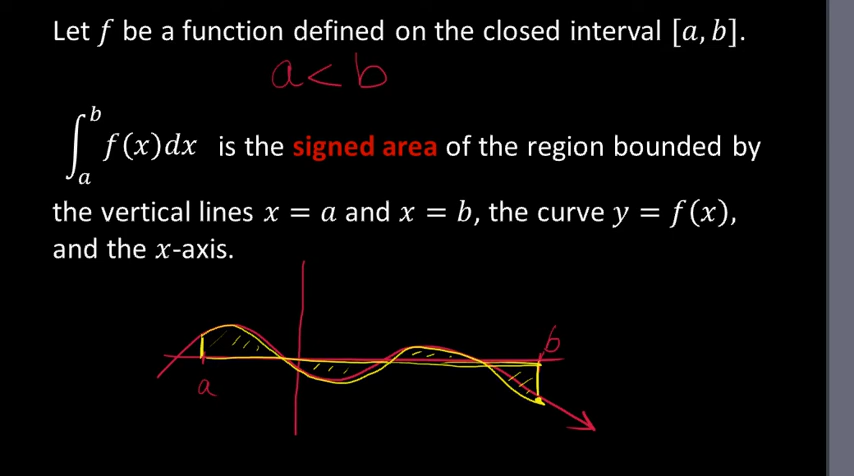 Let f be a function defined on the closed interval [a, b].
a < b
∫_a^b f(x)dx is the signed area of the region bounded by
the vertical lines x = a and x = b, the curve y = f(x),
and the x-axis.
b
a